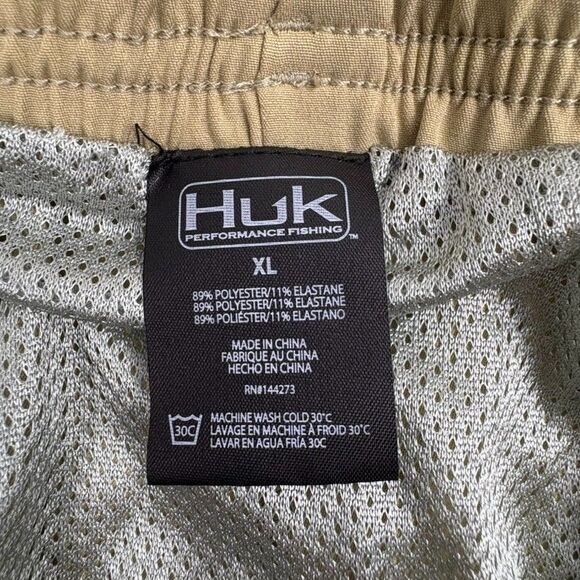 Huk
PERFORMANCE FISHING™
XL
89% POLYESTER/11% ELASTANE
89% POLYESTER/11% ELASTANE
89% POLIÉSTER/11% ELASTANO
MADE IN CHINA
FABRIQUE AU CHINA
HECHO EN CHINA
RN#144273
30C
MACHINE WASH COLD 30°C
LAVAGE EN MACHINE À FROID 30°C
LAVAR EN AGUA FRÍA 30C